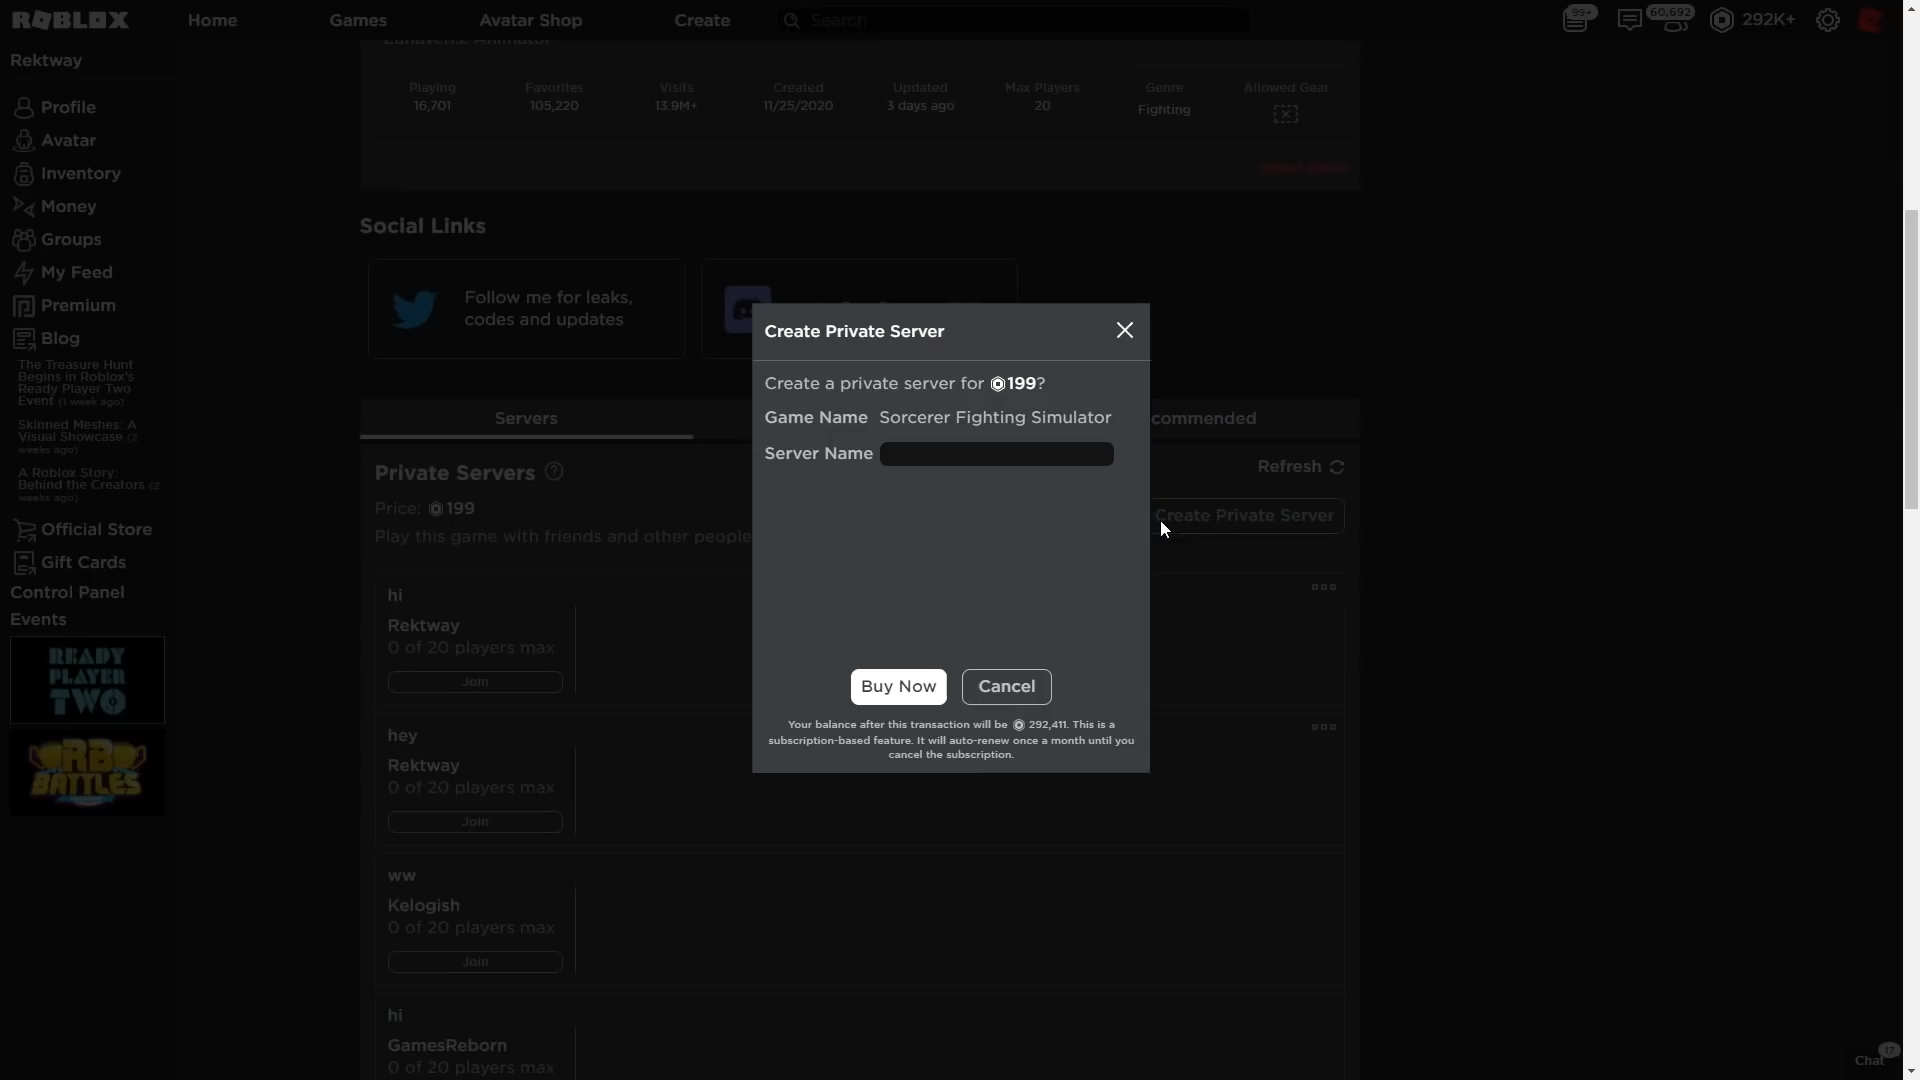 ROBLOX
Home
Games
Avatar Shop
Create
Search
99+
60,692
292K+
Rektway
Profile
Avatar
Inventory
Money
Groups
My Feed
Premium
Blog
The Treasure Hunt
Begins in Roblox's
Ready Player Two
Event (1 week ago)
Skinned Meshes: A
Visual Showcase (2
weeks ago)
A Roblox Story:
Behind the Creators (2
weeks ago)
Official Store
Gift Cards
Control Panel
Events
READY
PLAYER
TWO
RB
BATTLES
Playing
16,701
Favorites
105,220
Visits
13.9M+
Created
11/25/2020
Updated
3 days ago
Max Players
20
Genre
Fighting
Allowed Gear
Social Links
Follow me for leaks,
codes and updates
Servers
commended
Private Servers
Refresh
Price: 199
Play this game with friends and other people
Create Private Server
hi
Rektway
0 of 20 players max
Join
hey
Rektway
0 of 20 players max
Join
ww
Kelogish
0 of 20 players max
Join
hi
GamesReborn
0 of 20 players max
Create Private Server
Create a private server for 199?
Game Name Sorcerer Fighting Simulator
Server Name
Buy Now
Cancel
Your balance after this transaction will be 292,411. This is a
subscription-based feature. It will auto-renew once a month until you
cancel the subscription.
Chat
17